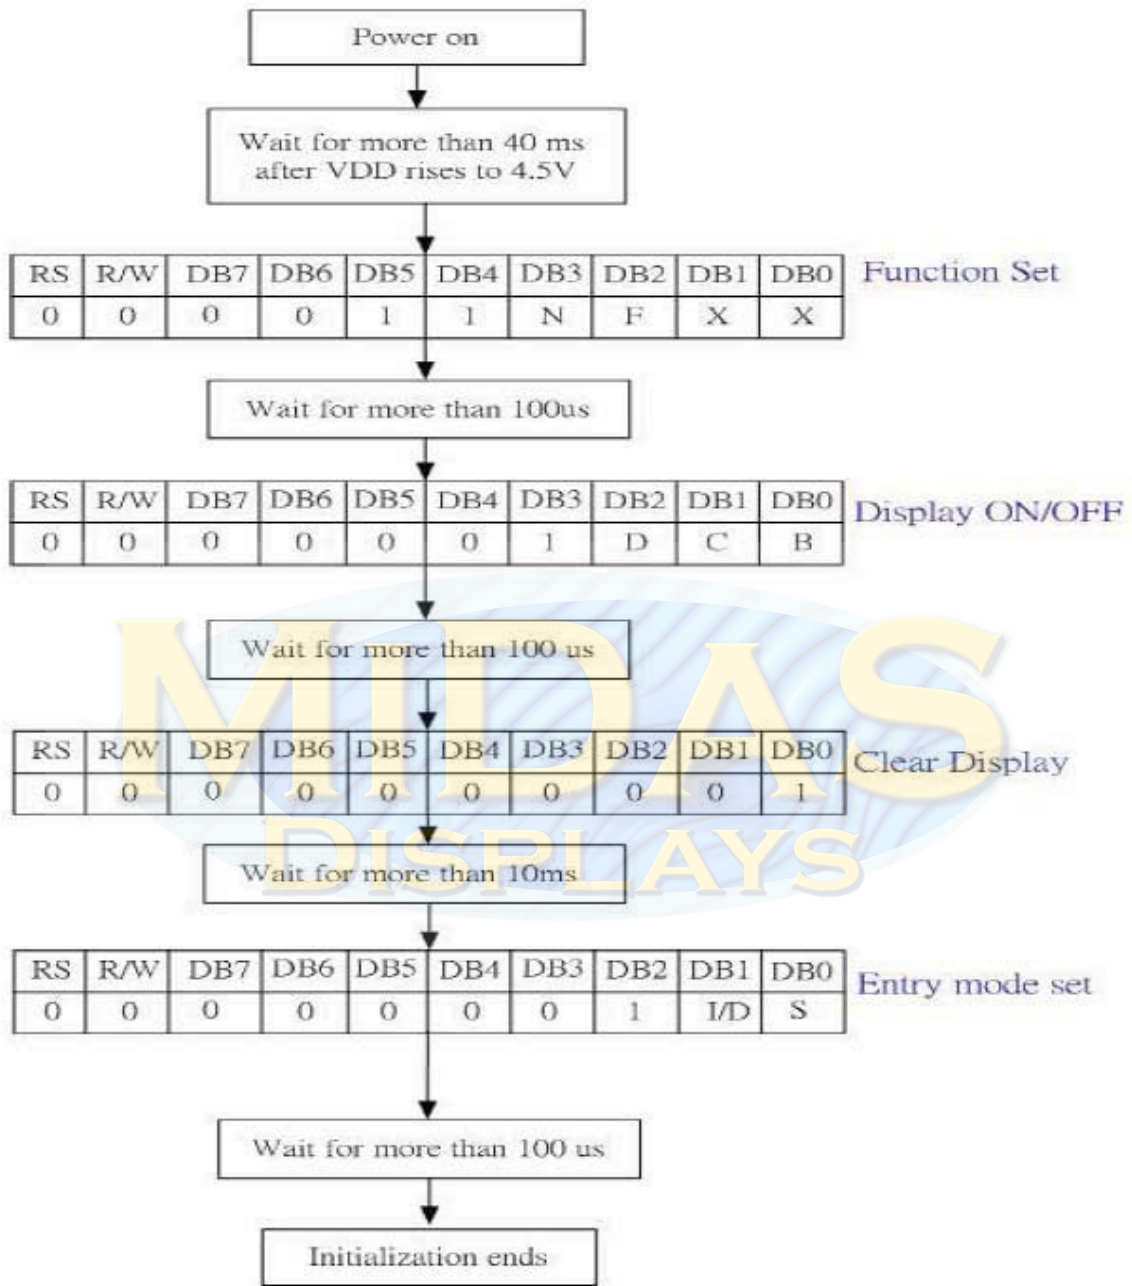 Power on
Wait for more than 40 ms
after VDD rises to 4.5V
RS R/W DB7 DB6 DB5 DB4 DB3 DB2 DB1 DB0
Function Set
0 0 0 0 1 1 N F X X
Wait for more than 100us
RS R/W DB7 DB6 DB5 DB4 DB3 DB2 DB1 DB0
Display ON/OFF
0 0 0 0 0 0 1 D C B
Wait for more than 100 us
MIDAS
RS R/W DB7 DB6 DB5 DB4 DB3 DB2 DB1 DB0
Clear Display
0 0 0 0 0 0 0 0 0 1
DISPLAYS
Wait for more than 10ms
RS R/W DB7 DB6 DB5 DB4 DB3 DB2 DB1 DB0
Entry mode set
0 0 0 0 0 0 0 1 I/D S
Wait for more than 100 us
Initialization ends